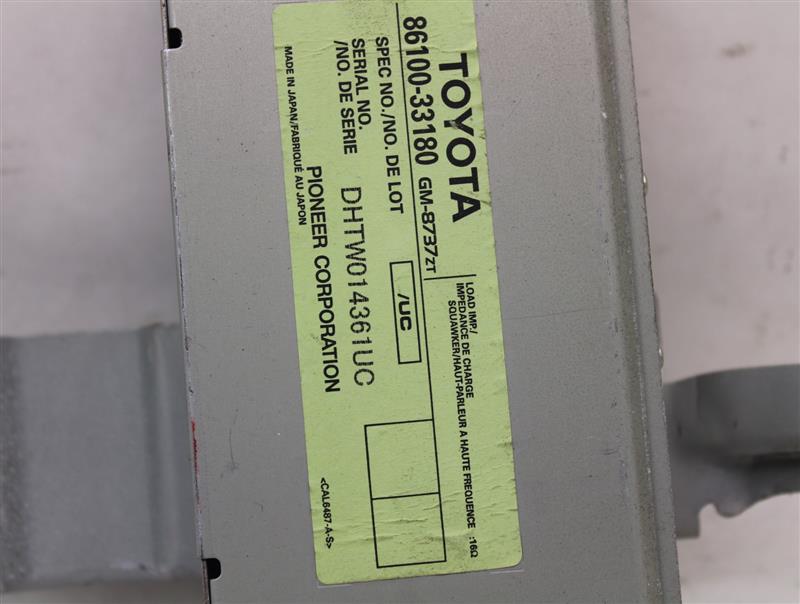 TOYOTA
86100-33180 GM-8737ZT
LOAD IMP./
IMPEDANCE DE CHARGE
SQUAWKER/HAUT-PARLEUR A HAUTE FREQUENCE :16Ω
SPEC NO./NO. DE LOT /UC
SERIAL NO.
/NO. DE SERIE DHTW014361UC
PIONEER CORPORATION
MADE IN JAPAN/FABRIQUÉ AU JAPON
<CAL6487-A-S>